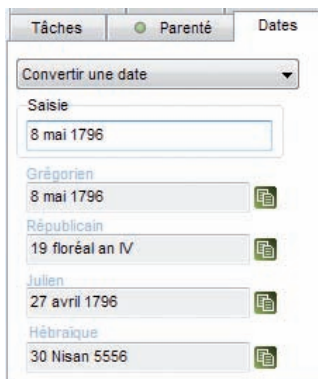 Tâches Parenté Dates
Convertir une date
Saisie
8 mai 1796
Grégorien
8 mai 1796
Républicain
19 floréal an IV
Julien
27 avril 1796
Hébraïque
30 Nisan 5556